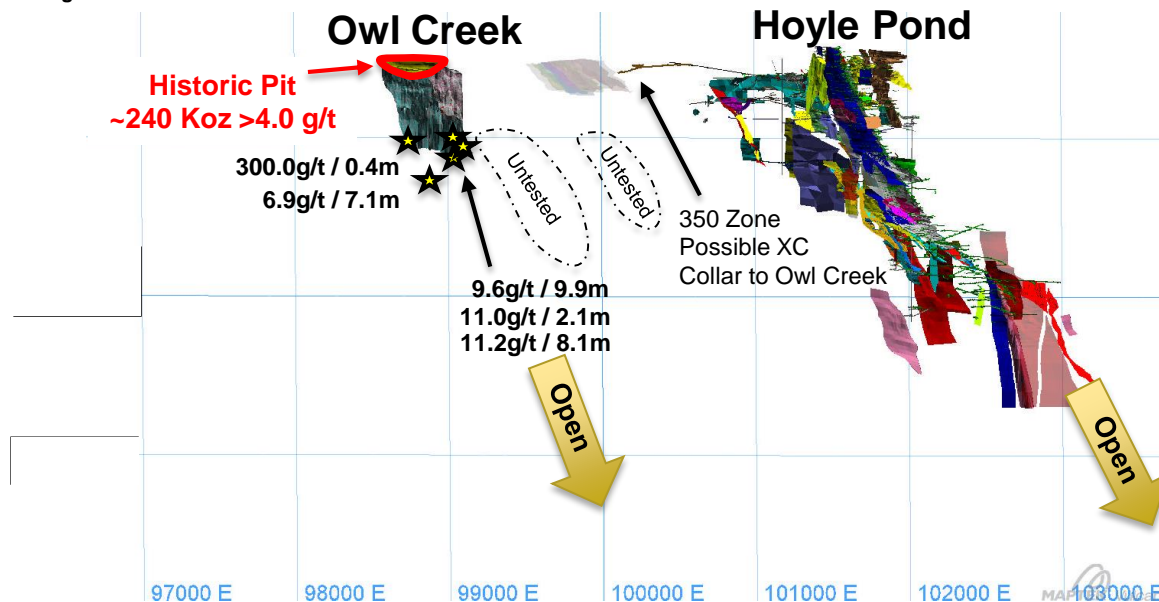 Owl Creek
Hoyle Pond
Historic Pit
~240 Koz >4.0 g/t
300.0g/t / 0.4m
6.9g/t / 7.1m
Untested
Untested
350 Zone
Possible XC
Collar to Owl Creek
9.6g/t / 9.9m
11.0g/t / 2.1m
11.2g/t / 8.1m
Open
Open
97000 E
98000 E
99000 E
100000 E
101000 E
102000 E
103000 E